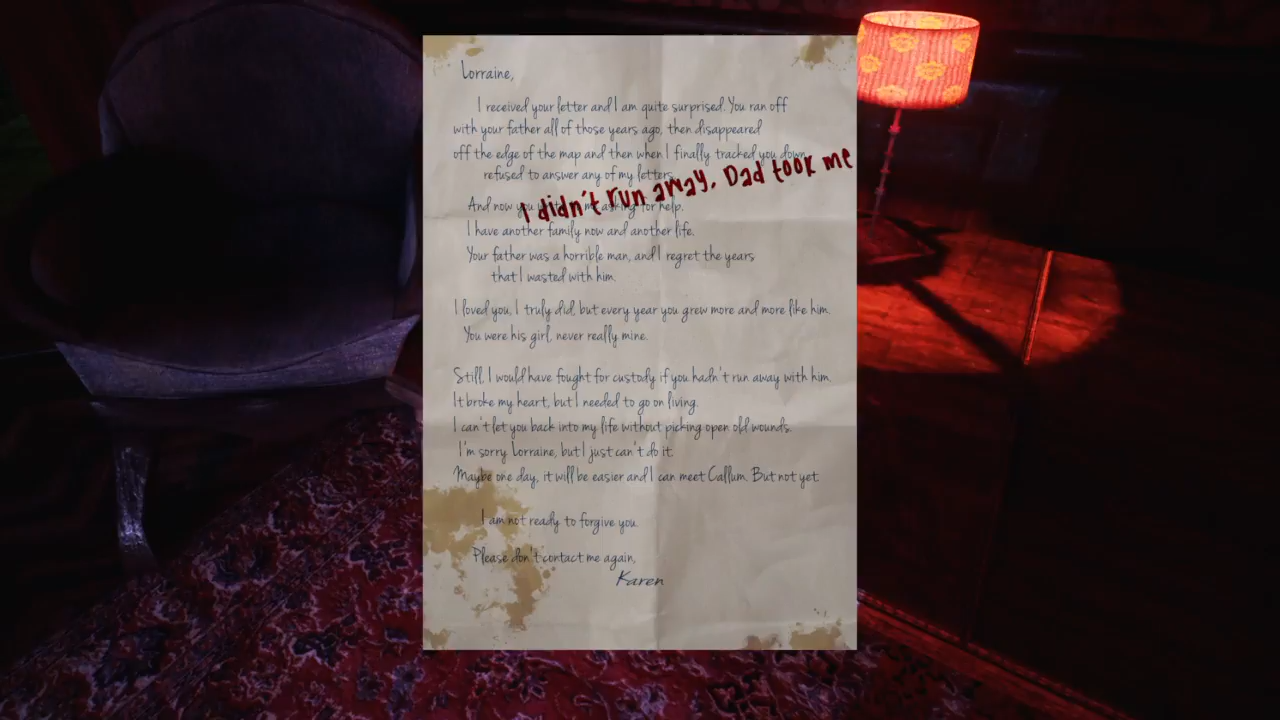 Lorraine,
I received your letter and I am quite surprised. You ran off
with your father all of those years ago, then disappeared
off the edge of the map and then when I finally tracked you down,
refused to answer any of my letters.
I didn't run away, Dad took me
And now you me asking for help.
I have another family now and another life.
Your father was a horrible man, and I regret the years
that I wasted with him.
I loved you, I truly did, but every year you grew more and more like him.
You were his girl, never really mine.
Still, I would have fought for custody if you hadn't run away with him.
It broke my heart, but I needed to go on living.
I can't let you back into my life without picking open old wounds.
I'm sorry Lorraine, but I just can't do it.
Maybe one day, it will be easier and I can meet Callum. But not yet.
I am not ready to forgive you.
Please don't contact me again,
Karen